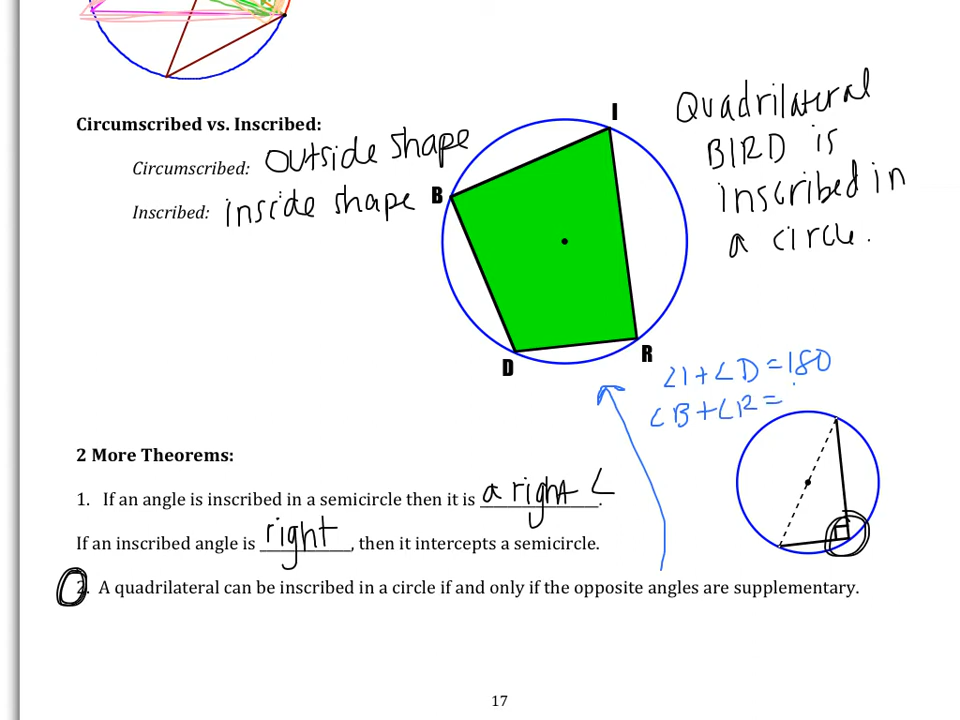 Circumscribed vs. Inscribed:
Circumscribed: outside shape
Inscribed: inside shape
I
B
D
R
Quadrilateral
BIRD is
inscribed in
a circle.
∠I+∠D=180
∠B+∠R=
2 More Theorems:
1. If an angle is inscribed in a semicircle then it is a right ∠.
If an inscribed angle is right, then it intercepts a semicircle.
2. A quadrilateral can be inscribed in a circle if and only if the opposite angles are supplementary.
17